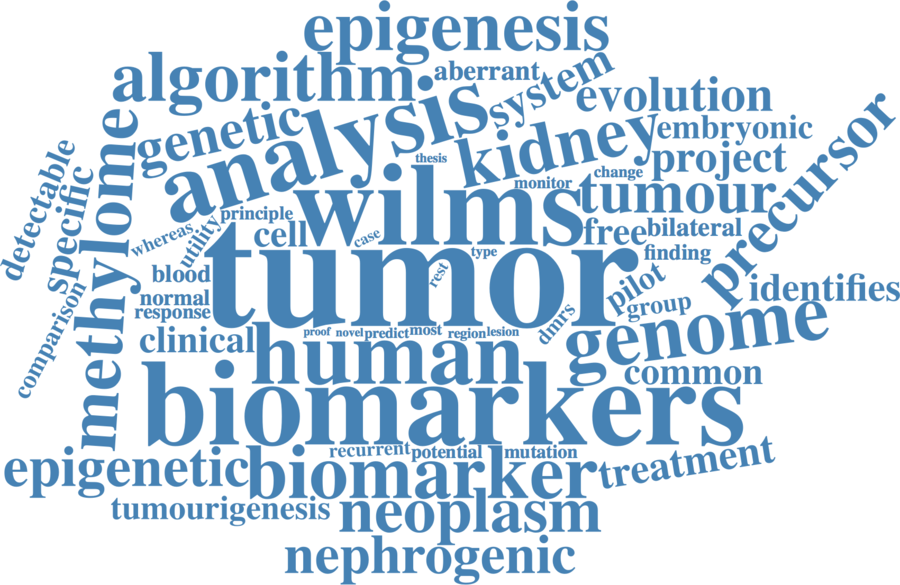 epigenesis
algorithm
aberrant
system
analysis
genetic
evolution
kidney
embryonic
project
precursor
thesis
change
monitor
tumour
wilms
detectable
specific
methylome
whereas
utility
principle
cell
case
free
bilateral
finding
type
tumor
rest
blood
pilot
group
identifies
normal
response
comparison
clinical
proof
novel
predict
most
region
lesion
dmrs
genome
human
common
biomarkers
recurrent
potential
mutation
treatment
epigenetic
biomarker
tumourigenesis
neoplasm
nephrogenic